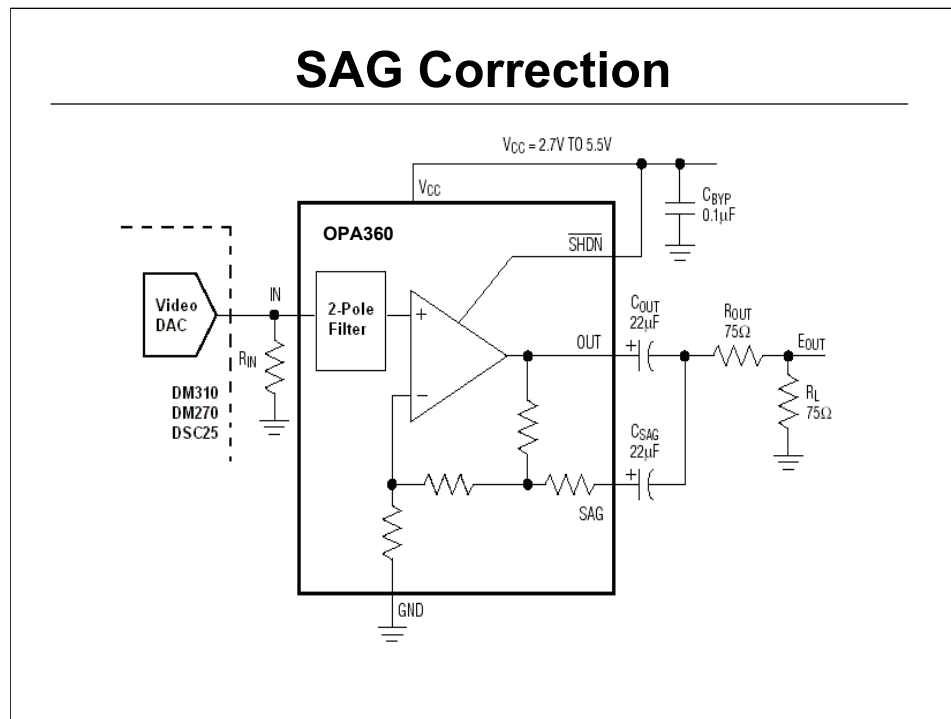 SAG Correction
VCC = 2.7V TO 5.5V
VCC
CBYP
0.1µF
OPA360
SHDN
Video
DAC
IN
2-Pole
Filter
+
−
RIN
DM310
DM270
DSC25
OUT
COUT
22µF
+
ROUT
75Ω
EOUT
RL
75Ω
CSAG
22µF
+
SAG
GND